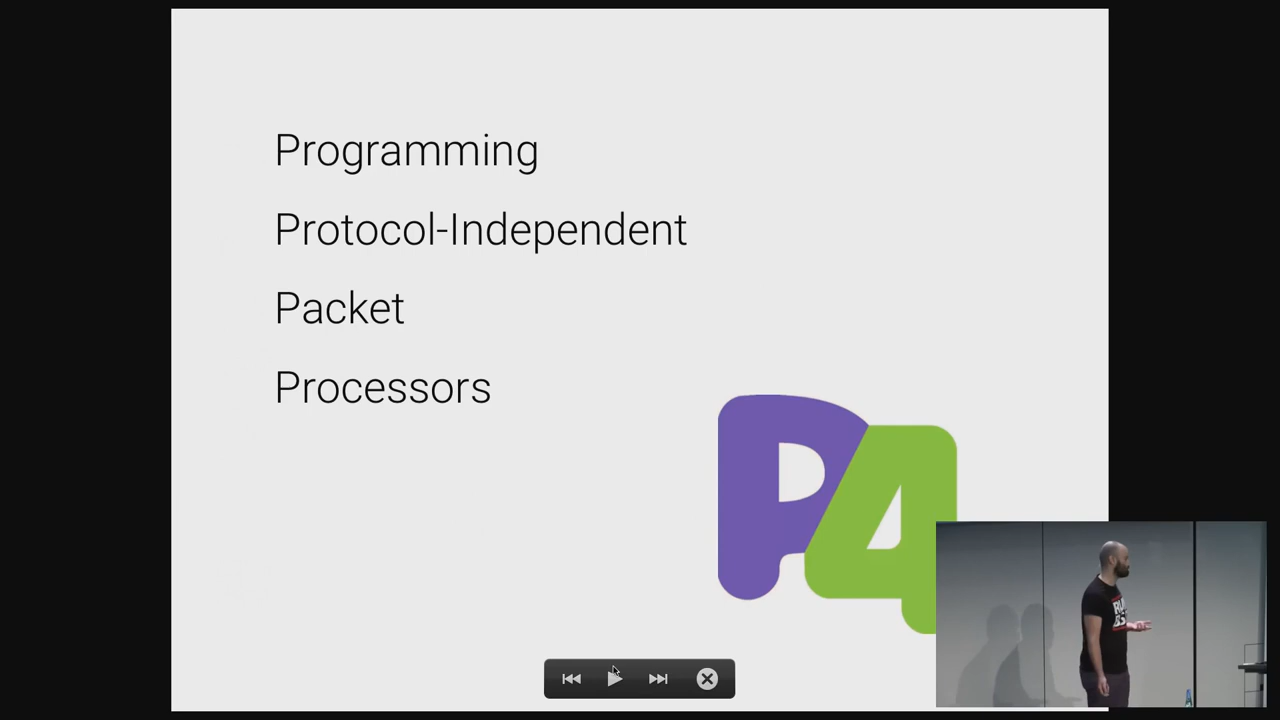 Programming
Protocol-Independent
Packet
Processors
P4